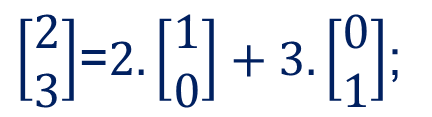 [2 3]=2. [1 0] + 3. [0 1];